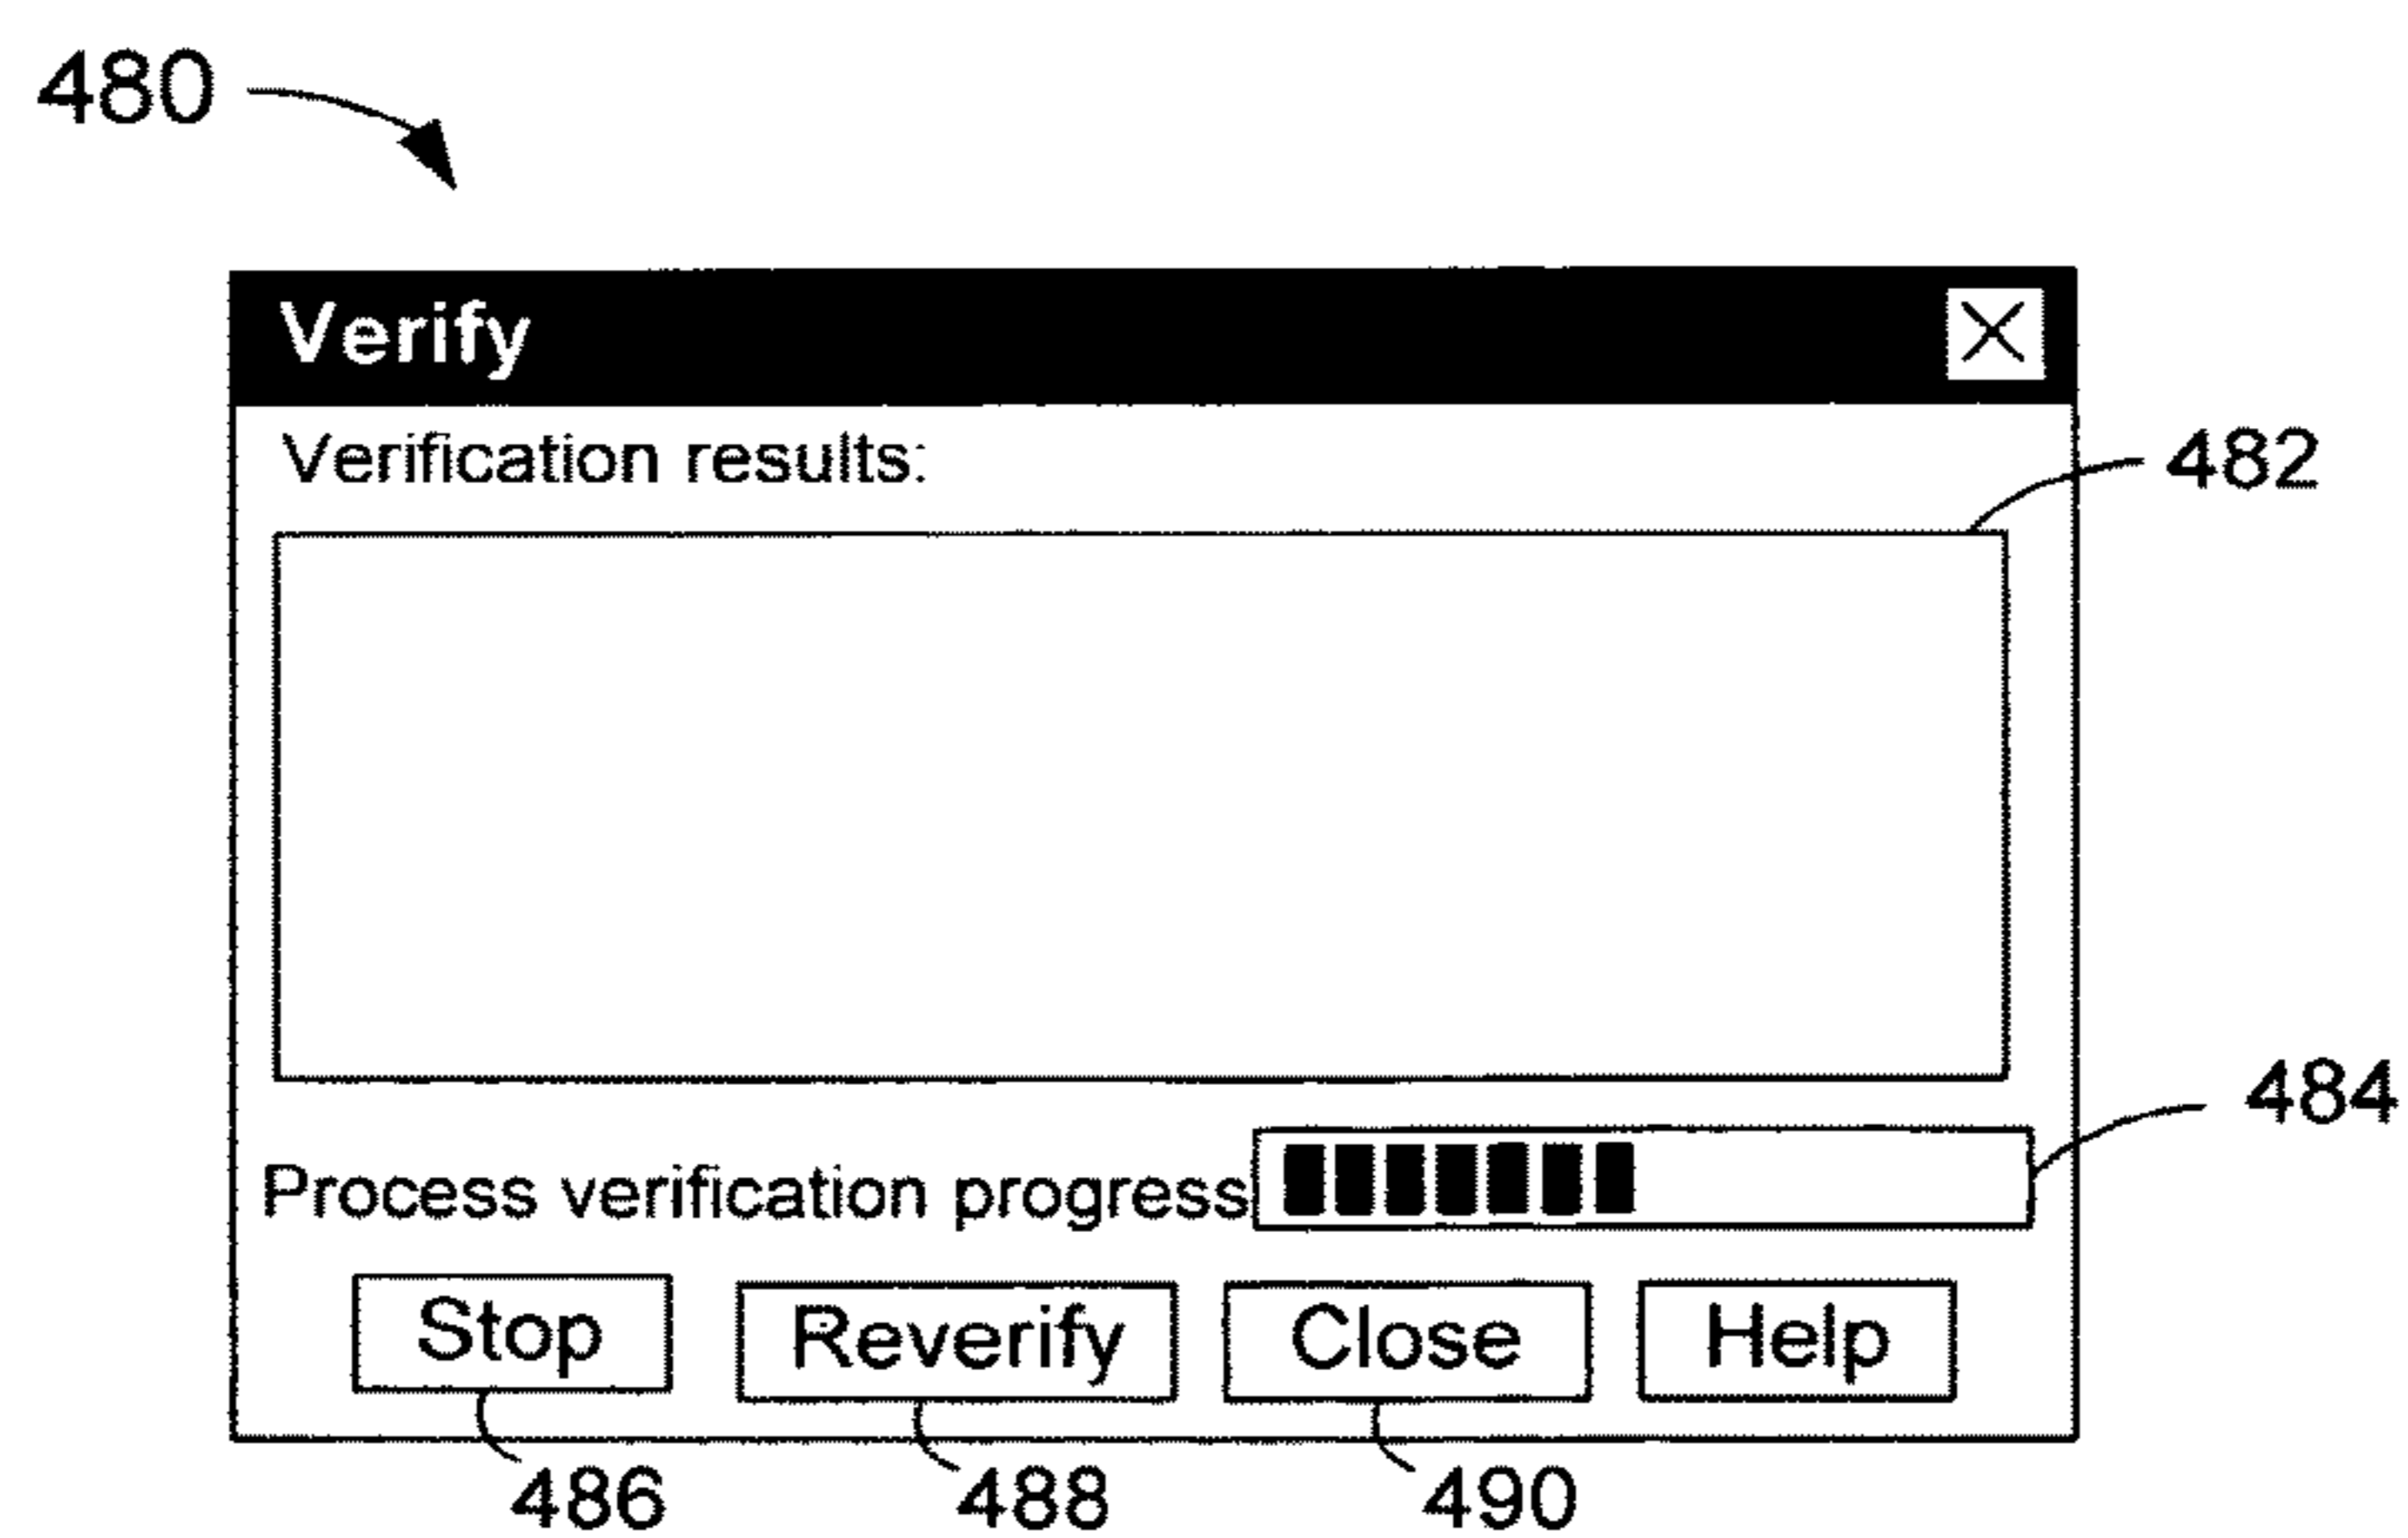 480
Verify
Verification results:
482
484
Process verification progress
Stop Reverify Close Help
486 488 490